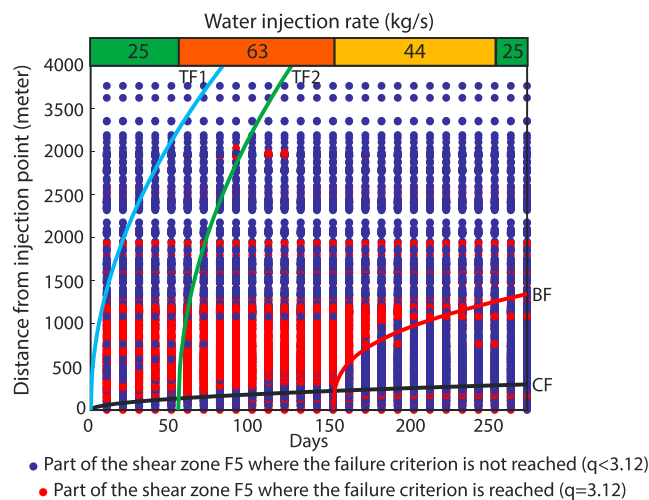 Water injection rate (kg/s)
25 63 44 25
4000 TF1 TF2
3500
3000
2000
2500
2000
1500
BF
1000
500
CF
0
0 50 100 150 200 250
Days
Distance from injection point (meter)
Part of the shear zone F5 where the failure criterion is not reached (q<3.12)
Part of the shear zone F5 where the failure criterion is reached (q=3.12)